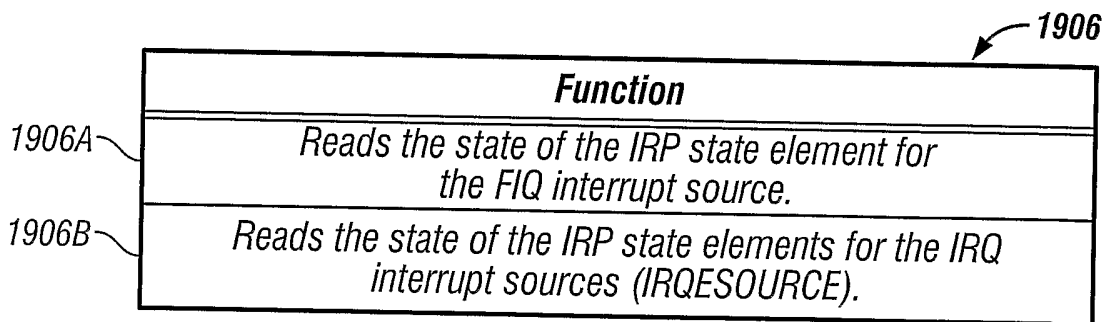 1906
Function
1906A
Reads the state of the IRP state element for
the FIQ interrupt source.
1906B
Reads the state of the IRP state elements for the IRQ
interrupt sources (IRQESOURCE).